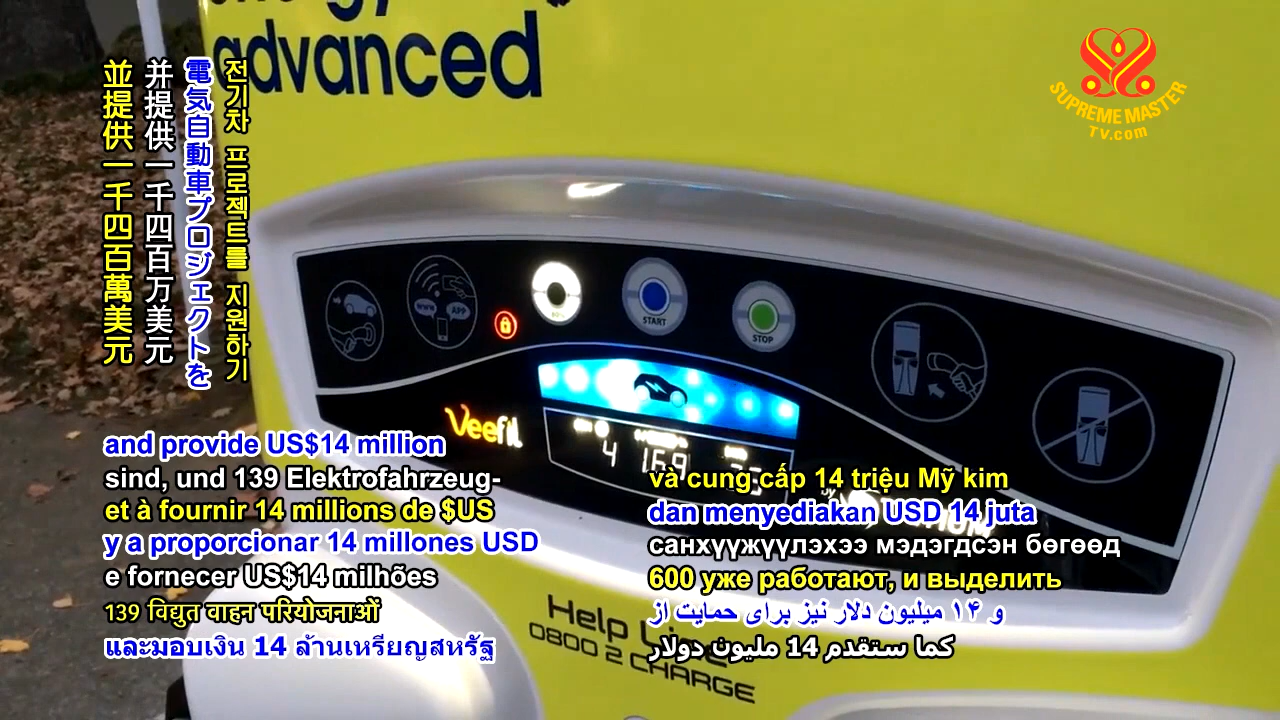 advanced
SUPREME MASTER
TV.com
전기차 프로젝트를 지원하기
電気自動車プロジェクトを
并提供一千四百万美元
並提供一千四百萬美元
WWW
APP
START
STOP
Veefil
4 169
and provide US$14 million
sind, und 139 Elektrofahrzeug-
et à fournir 14 millions de $US
y a proporcionar 14 millones USD
e fornecer US$14 milhões
139 विद्युत वाहन परियोजनाओं
และมอบเงิน 14 ล้านเหรียญสหรัฐ
và cung cấp 14 triệu Mỹ kim
dan menyediakan USD 14 juta
санхүүжүүлэхээ мэдэгдсэн бөгөөд
600 уже работают, и выделить
و ۱۴ میلیون دلار نیز برای حمایت از
كما ستقدم 14 مليون دولار
Help Line
0800 2 CHARGE